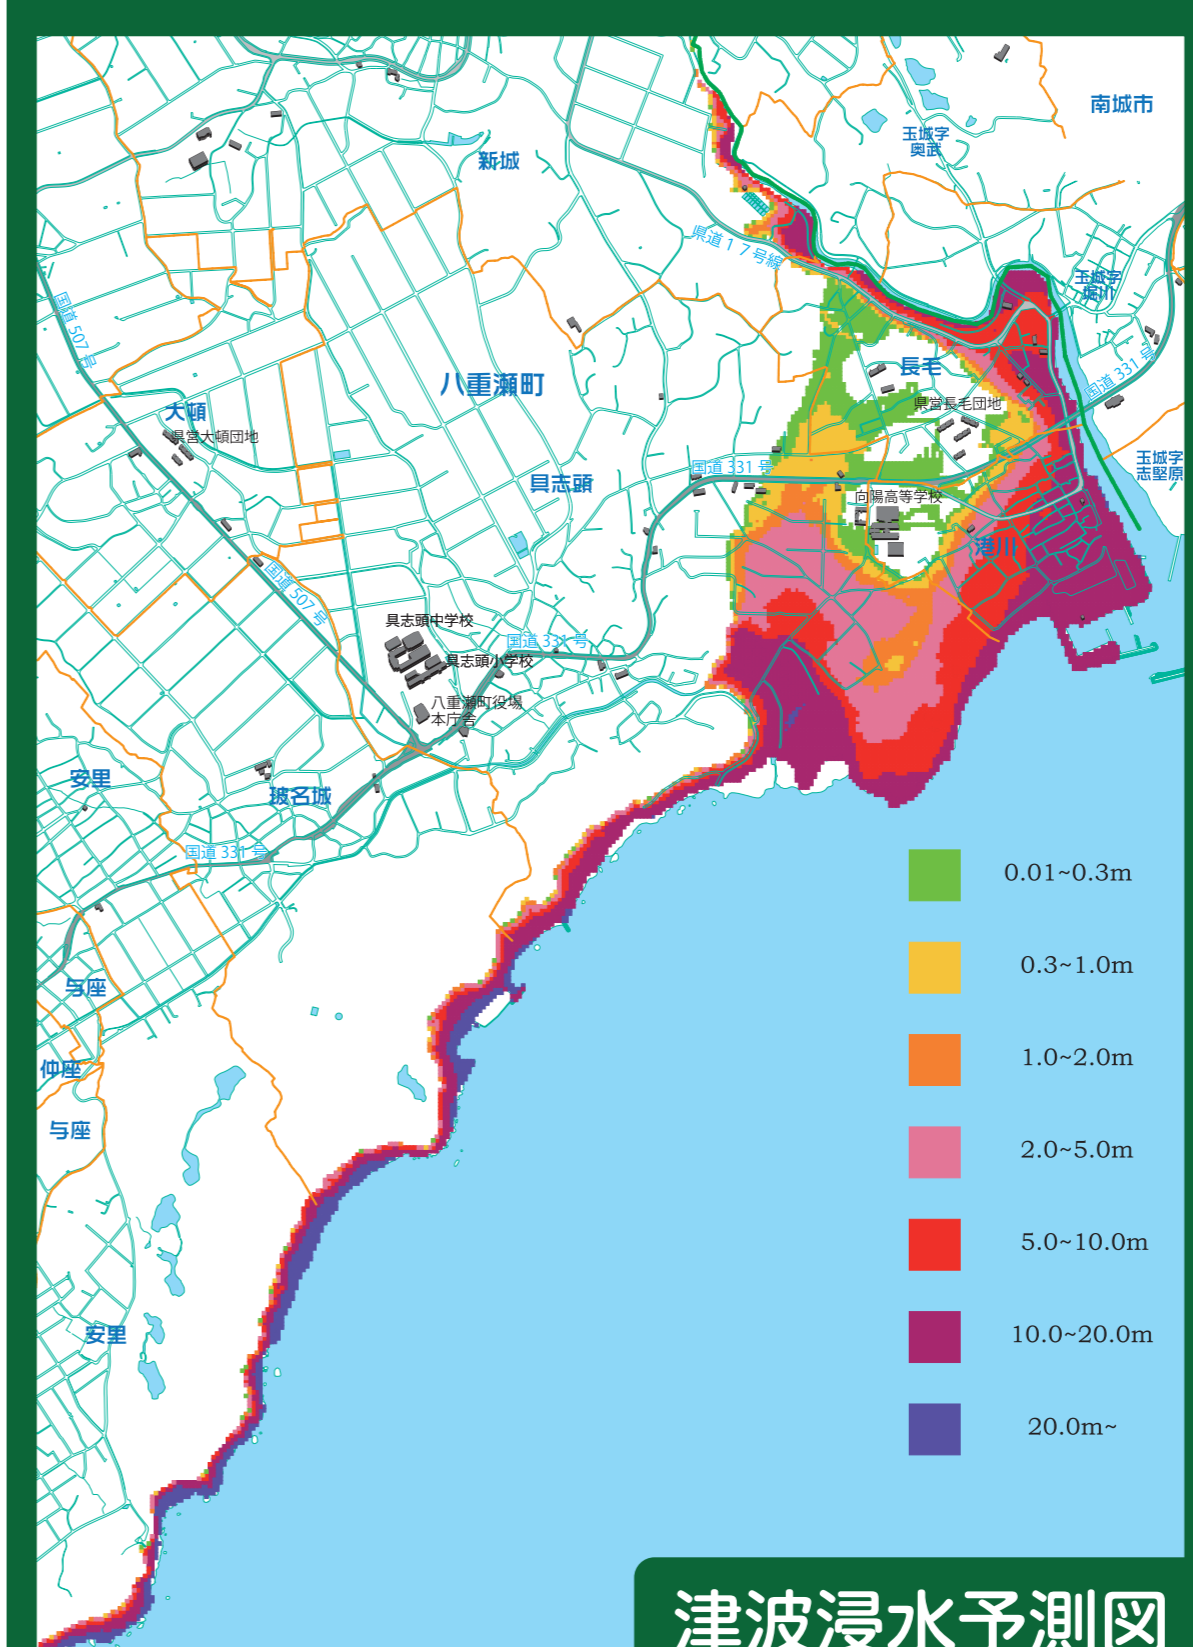 南城市
玉城字
奥武
新城
県道17号線
玉城字
堀川
国道507号
長毛
国道331号
八重瀬町
県営長毛団地
大頓
県営大頓団地
国道331号
玉城字
志堅原
具志頭
向陽高等学校
港川
国道507号
具志頭中学校
国道331号
具志頭小学校
八重瀬町役場
本庁舎
安里
玻名城
国道331号
0.01~0.3m
0.3~1.0m
与座
1.0~2.0m
仲座
与座
2.0~5.0m
5.0~10.0m
安里
10.0~20.0m
20.0m~
津波浸水予測図